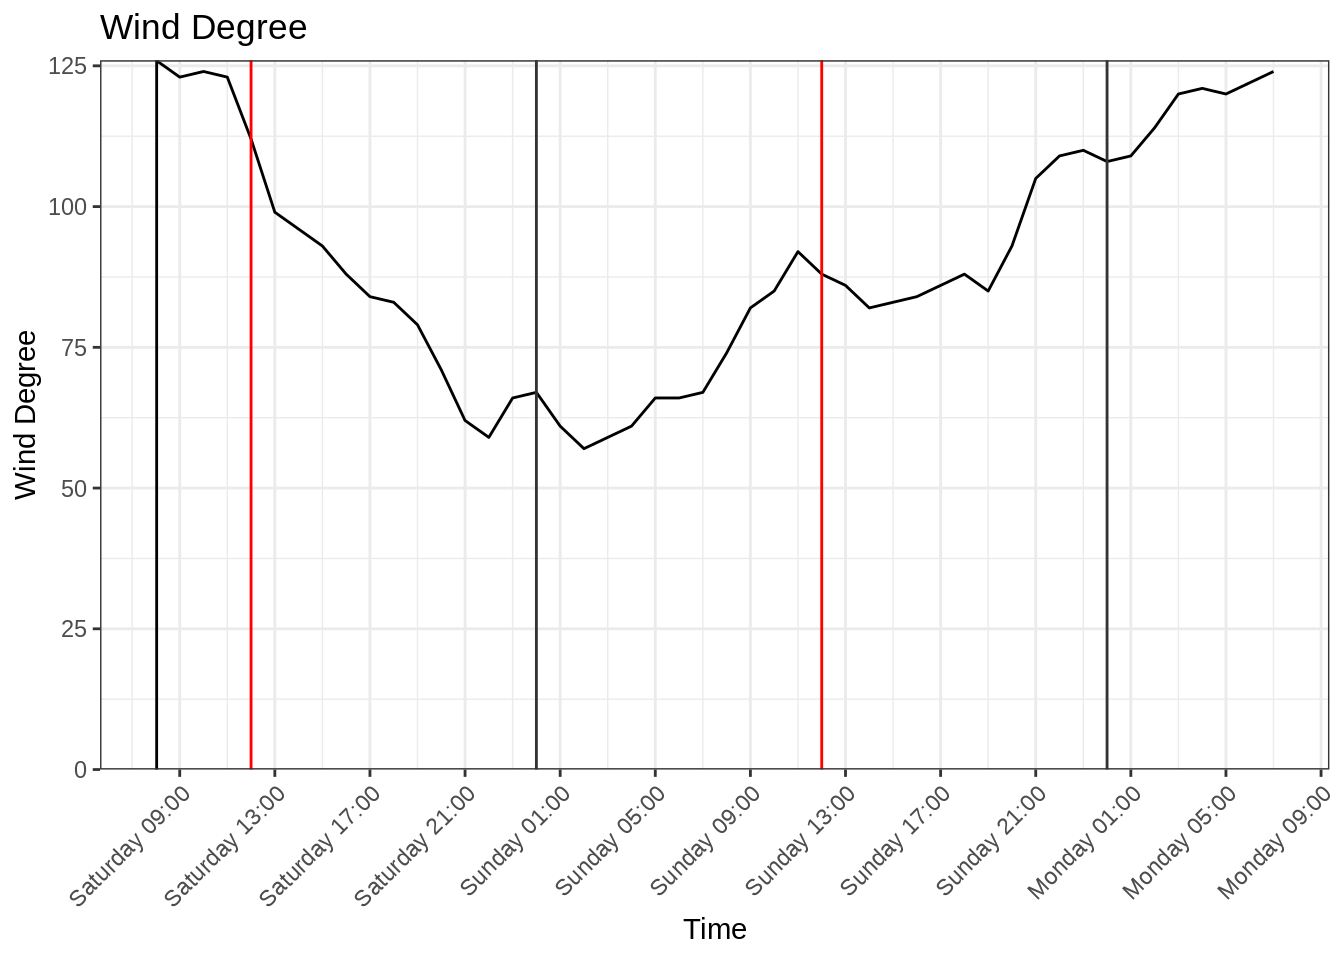 Wind Degree
125
100
75
50
25
0
Wind Degree
Saturday 09:00
Saturday 13:00
Saturday 17:00
Saturday 21:00
Sunday 01:00
Sunday 05:00
Sunday 09:00
Sunday 13:00
Sunday 17:00
Sunday 21:00
Monday 01:00
Monday 05:00
Monday 09:00
Time